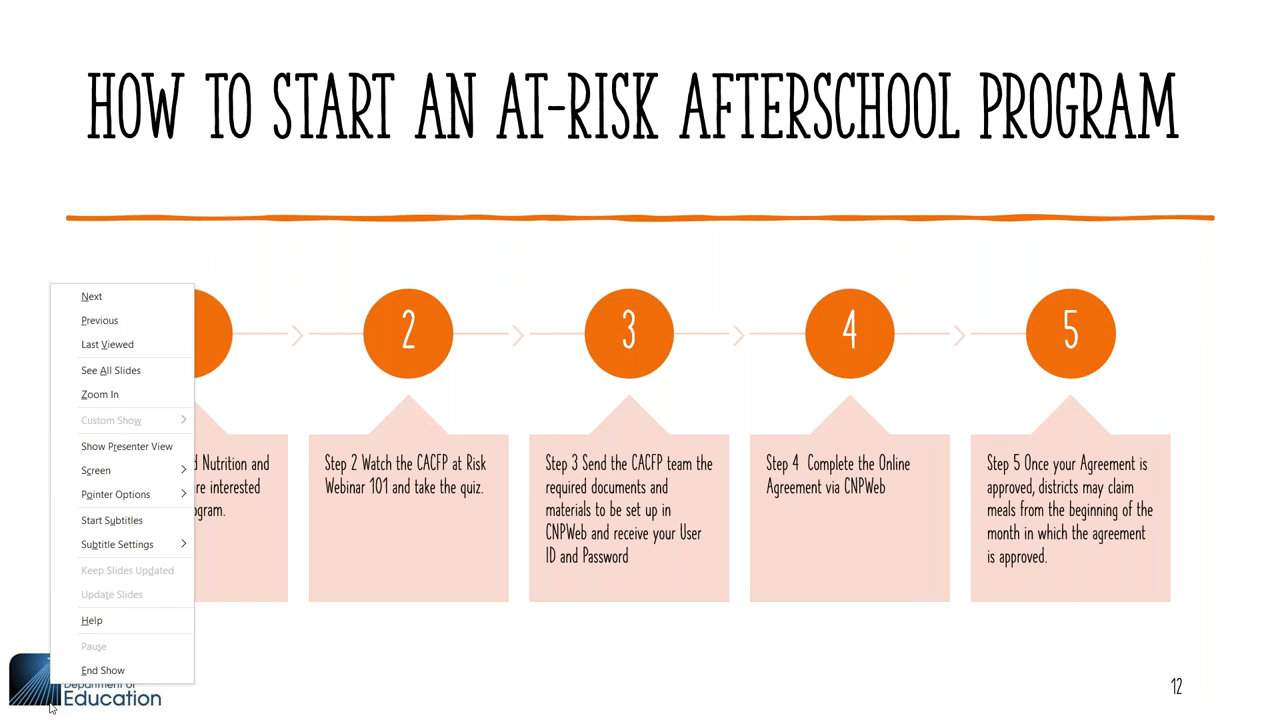 HOW TO START AN AT-RISK AFTERSCHOOL PROGRAM
2
3
4
5
Nutrition and
re interested
Step 2 Watch the CACFP at Risk
Webinar 101 and take the quiz.
Step 3 Send the CACFP team the
required documents and
materials to be set up in
CNPWeb and receive your User
ID and Password
Step 4 Complete the Online
Agreement via CNPWeb
Step 5 Once your Agreement is
approved, districts may claim
meals from the beginning of the
month in which the agreement
is approved.
Next
Previous
Last Viewed
See All Slides
Zoom In
Custom Show
Show Presenter View
Screen
Pointer Options
Start Subtitles
Subtitle Settings
Keep Slides Updated
Update Slides
Help
Pause
End Show
Department of
Education
12